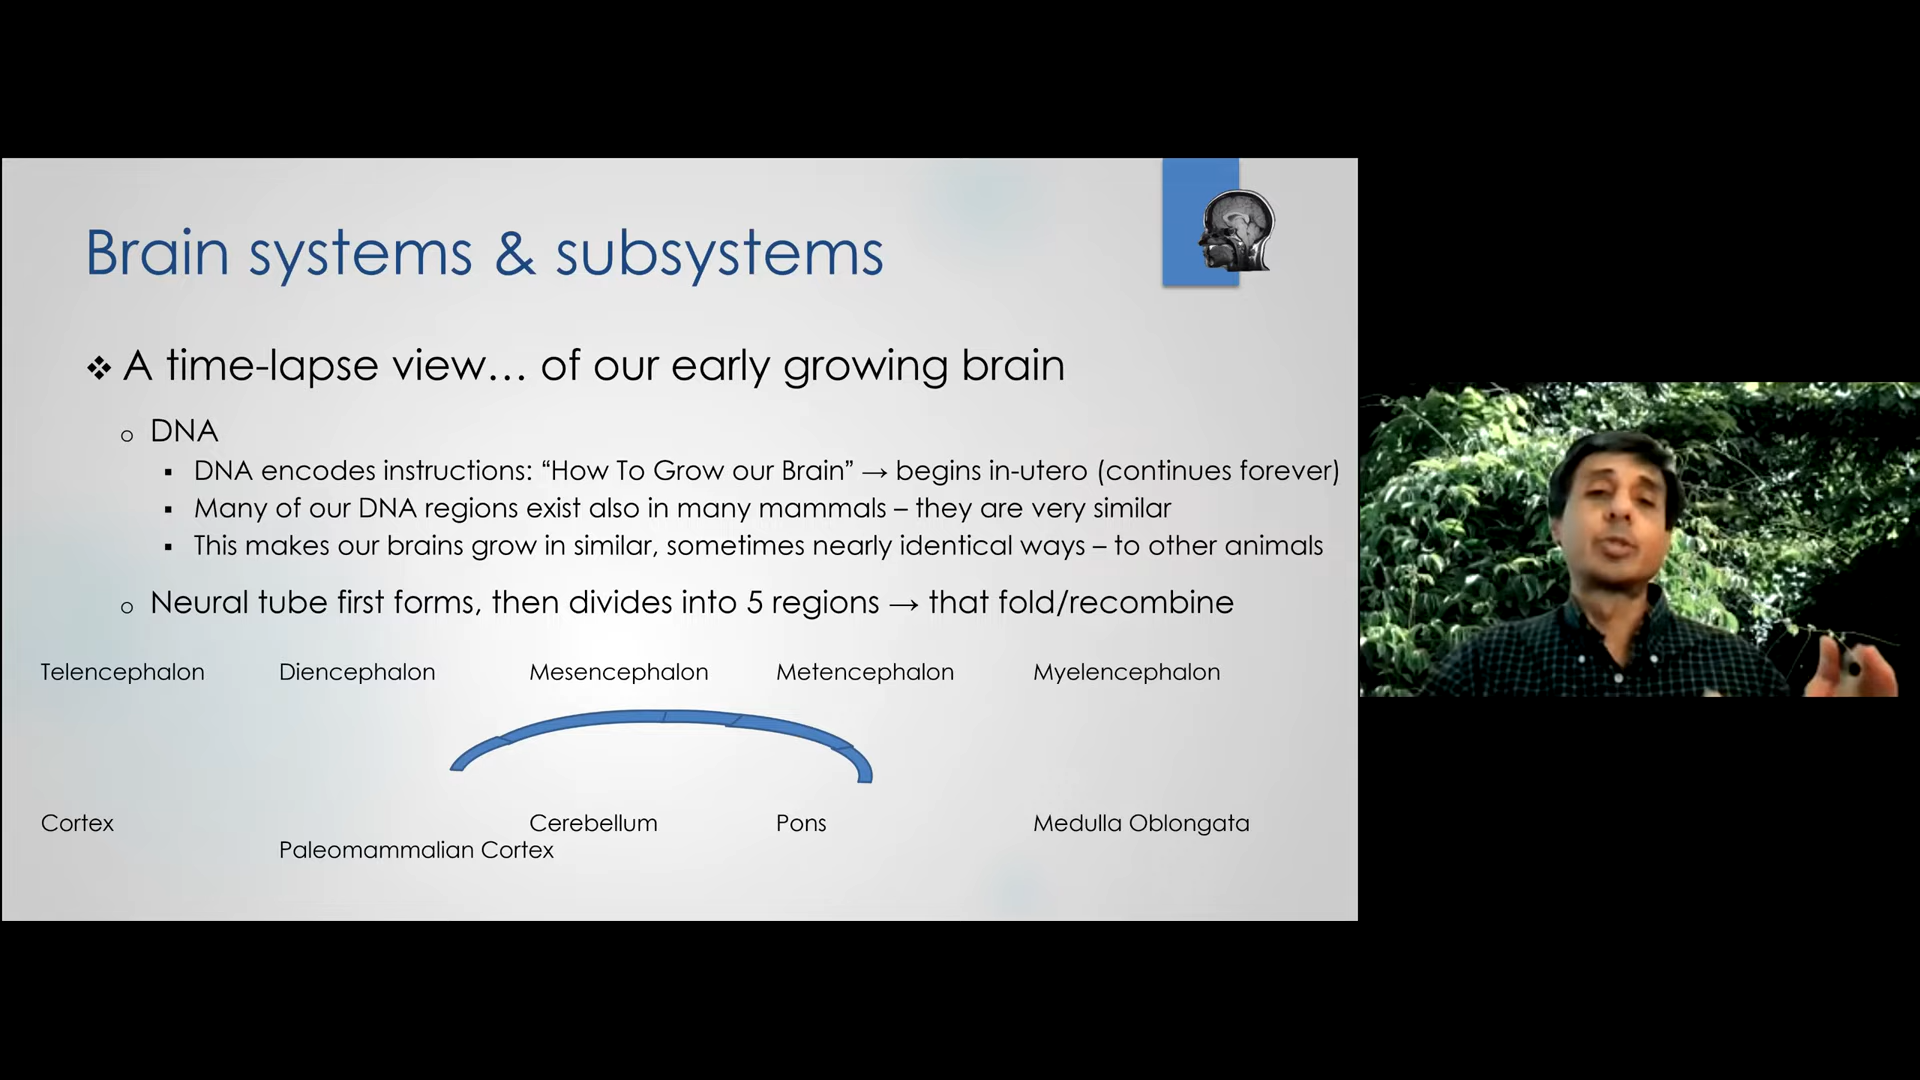 Brain systems & subsystems
❖ A time-lapse view… of our early growing brain
o DNA
▪ DNA encodes instructions: “How To Grow our Brain” → begins in-utero (continues forever)
▪ Many of our DNA regions exist also in many mammals – they are very similar
▪ This makes our brains grow in similar, sometimes nearly identical ways – to other animals
o Neural tube first forms, then divides into 5 regions → that fold/recombine
Telencephalon Diencephalon Mesencephalon Metencephalon Myelencephalon
Cortex Cerebellum Pons Medulla Oblongata
Paleomammalian Cortex